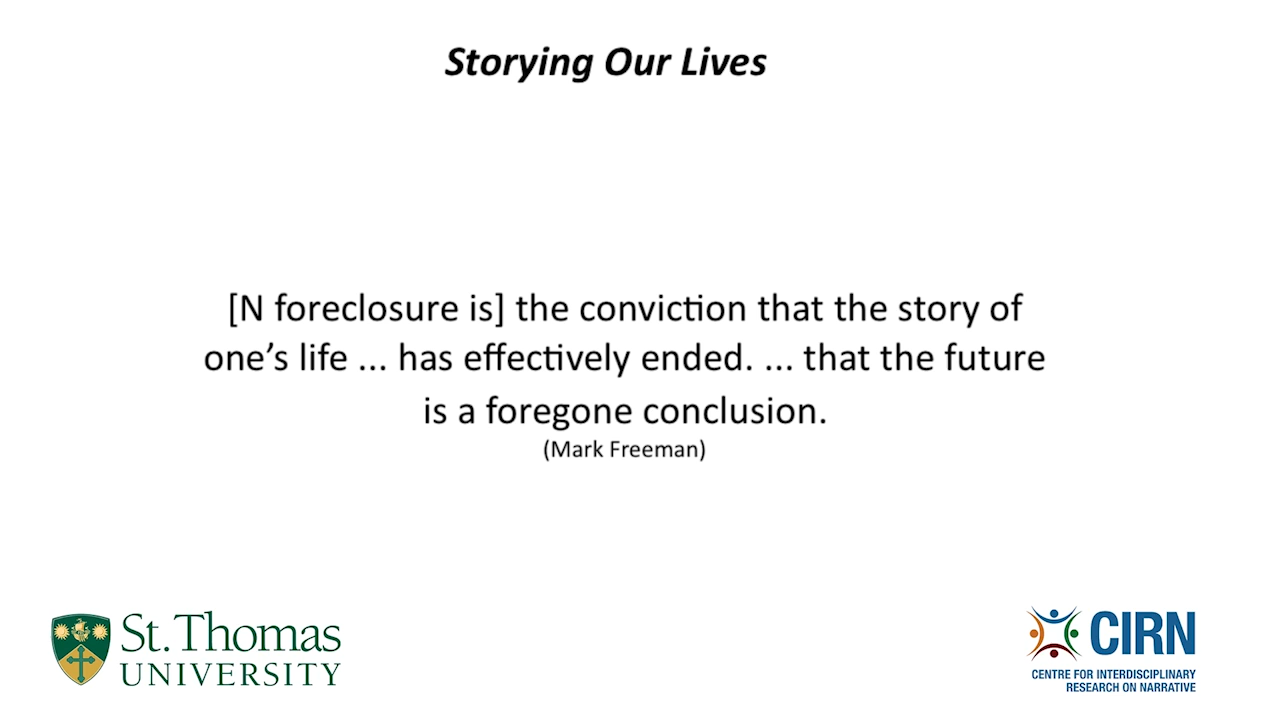 Storying Our Lives
[N foreclosure is] the conviction that the story of
one’s life ... has effectively ended. ... that the future
is a foregone conclusion.
(Mark Freeman)
St. Thomas
UNIVERSITY
CIRN
CENTRE FOR INTERDISCIPLINARY
RESEARCH ON NARRATIVE